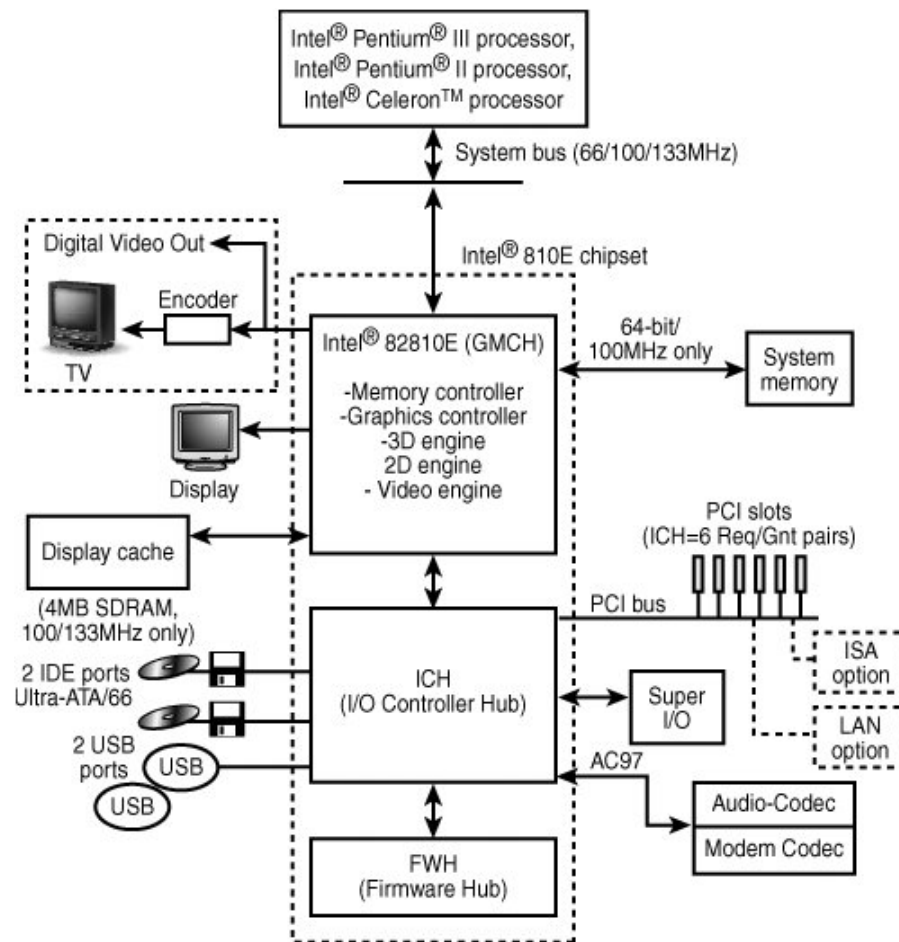 Intel® Pentium® III processor,
Intel® Pentium® II processor,
Intel® Celeron™ processor
System bus (66/100/133MHz)
Digital Video Out
Encoder
TV
Intel® 810E chipset
Intel® 82810E (GMCH)
-Memory controller
-Graphics controller
-3D engine
2D engine
- Video engine
64-bit/
100MHz only
System
memory
Display
Display cache
(4MB SDRAM,
100/133MHz only)
PCI slots
(ICH=6 Req/Gnt pairs)
PCI bus
ISA
option
LAN
option
2 IDE ports
Ultra-ATA/66
2 USB
ports
USB
USB
ICH
(I/O Controller Hub)
Super
I/O
AC97
Audio-Codec
Modem Codec
FWH
(Firmware Hub)